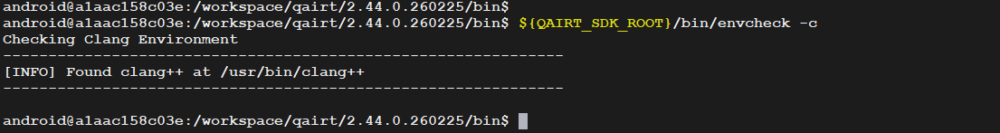 android@a1aac158c03e:/workspace/qairt/2.44.0.260225/bin$
android@a1aac158c03e:/workspace/qairt/2.44.0.260225/bin$ ${QAIRT_SDK_ROOT}/bin/envcheck -c
Checking Clang Environment
--------------------------------------------------------------
[INFO] Found clang++ at /usr/bin/clang++
--------------------------------------------------------------
android@a1aac158c03e:/workspace/qairt/2.44.0.260225/bin$